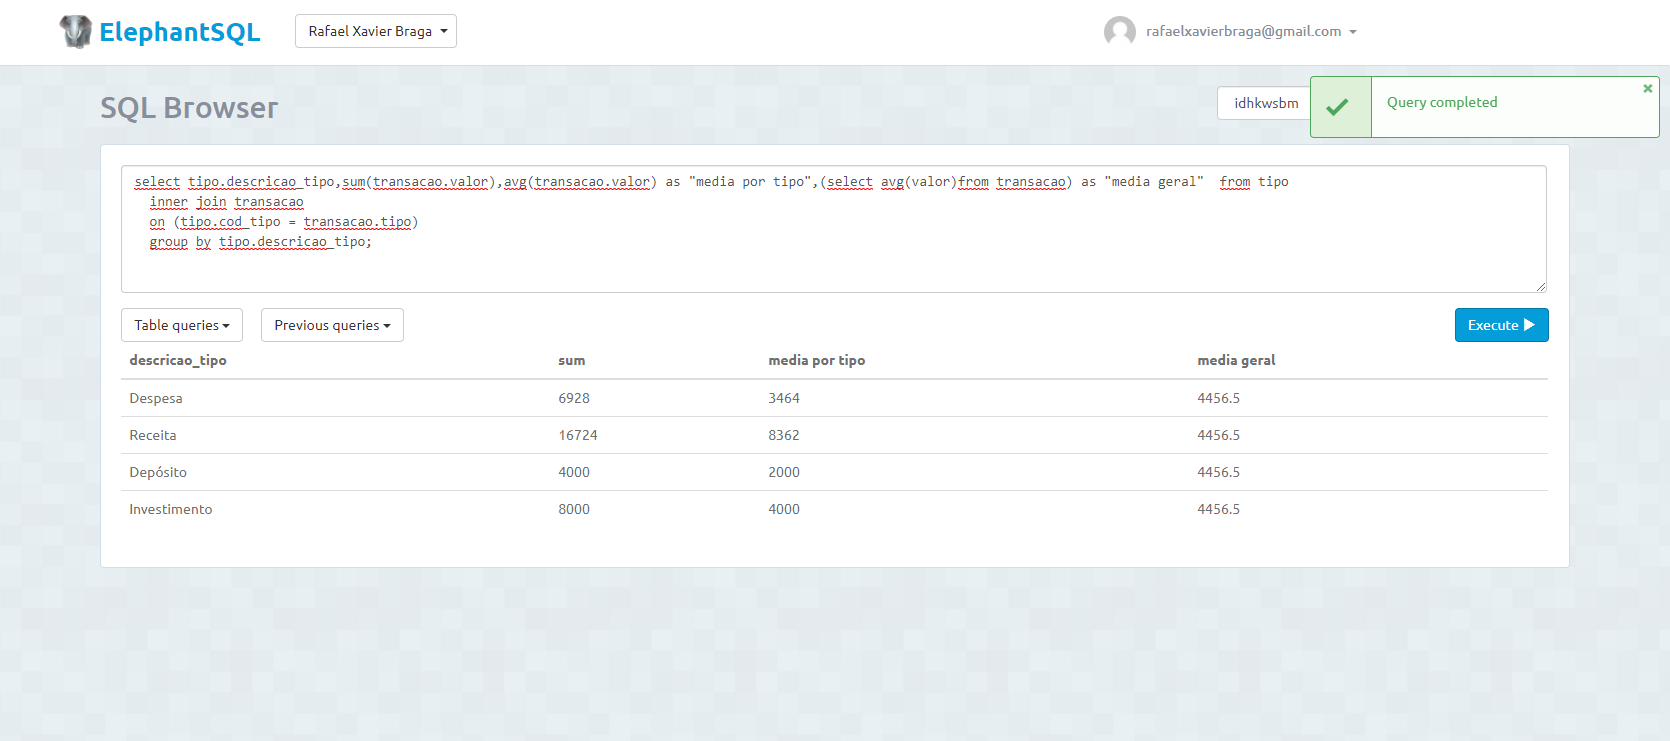 ElephantSQL
Rafael Xavier Braga
rafaelxavierbraga@gmail.com
SQL Browser
idhkwsbm
Query completed
select tipo.descricao_tipo,sum(transacao.valor),avg(transacao.valor) as "media por tipo",(select avg(valor)from transacao) as "media geral"  from tipo
inner join transacao
on (tipo.cod_tipo = transacao.tipo)
group by tipo.descricao_tipo;
Table queries
Previous queries
Execute
descricao_tipo sum media por tipo media geral
Despesa 6928 3464 4456.5
Receita 16724 8362 4456.5
Depósito 4000 2000 4456.5
Investimento 8000 4000 4456.5